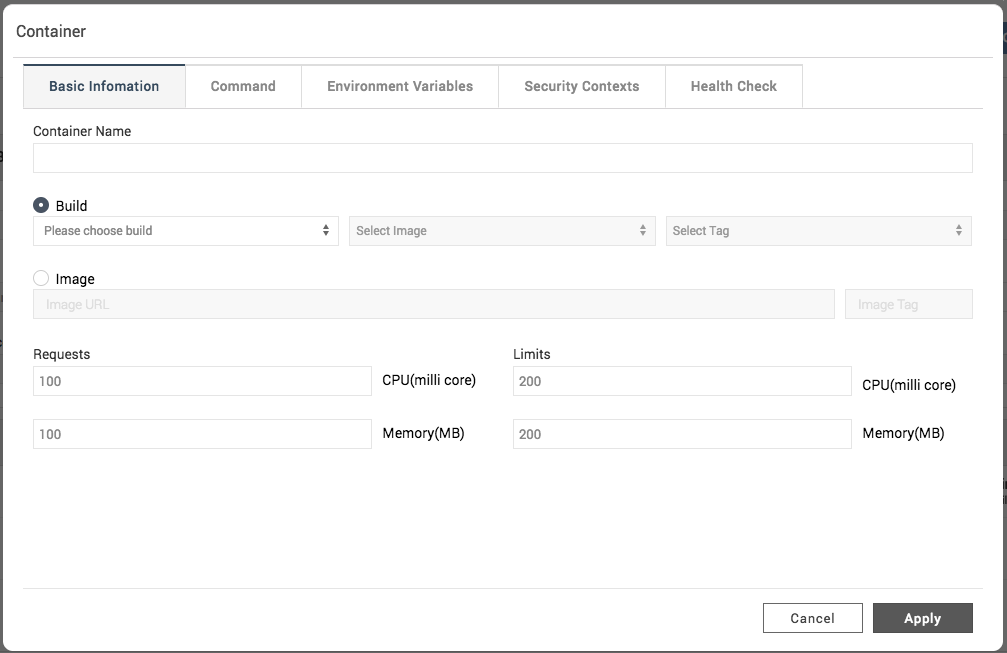 Container
Basic Infomation Command Environment Variables Security Contexts Health Check
Container Name
Build
Please choose build Select Image Select Tag
Image
Image URL Image Tag
Requests Limits
100 CPU(milli core) 200 CPU(milli core)
100 Memory(MB) 200 Memory(MB)
Cancel Apply